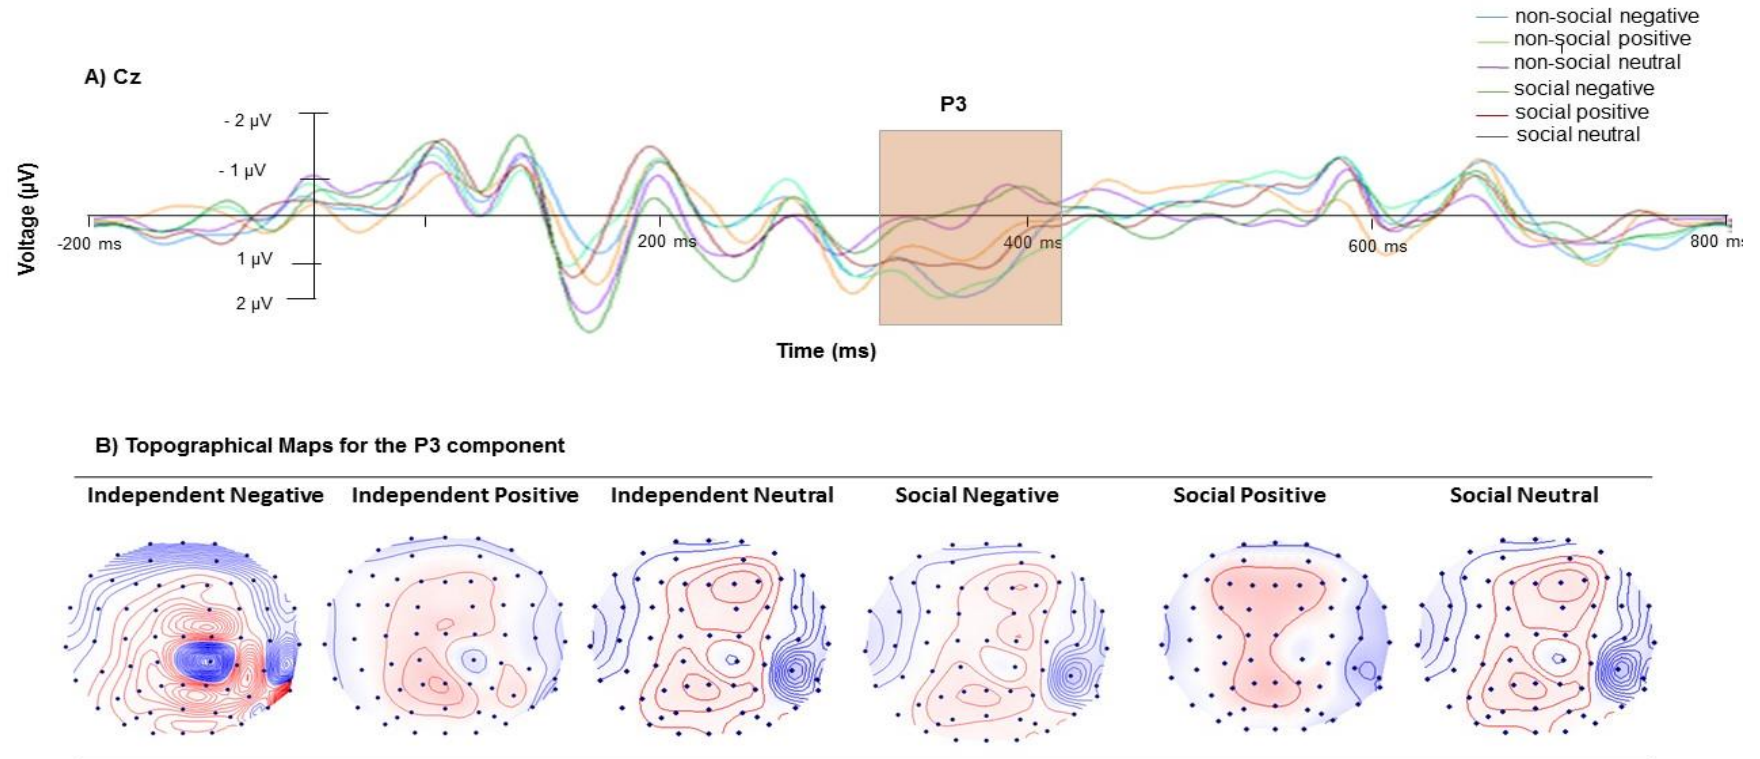 non-social negative
non-social positive
non-social neutral
social negative
social positive
social neutral
A) Cz
P3
- 2 µV
- 1 µV
Voltage (µV)
-200 ms
200 ms
400 ms
600 ms
800 ms
1 µV
2 µV
Time (ms)
B) Topographical Maps for the P3 component
Independent Negative
Independent Positive
Independent Neutral
Social Negative
Social Positive
Social Neutral